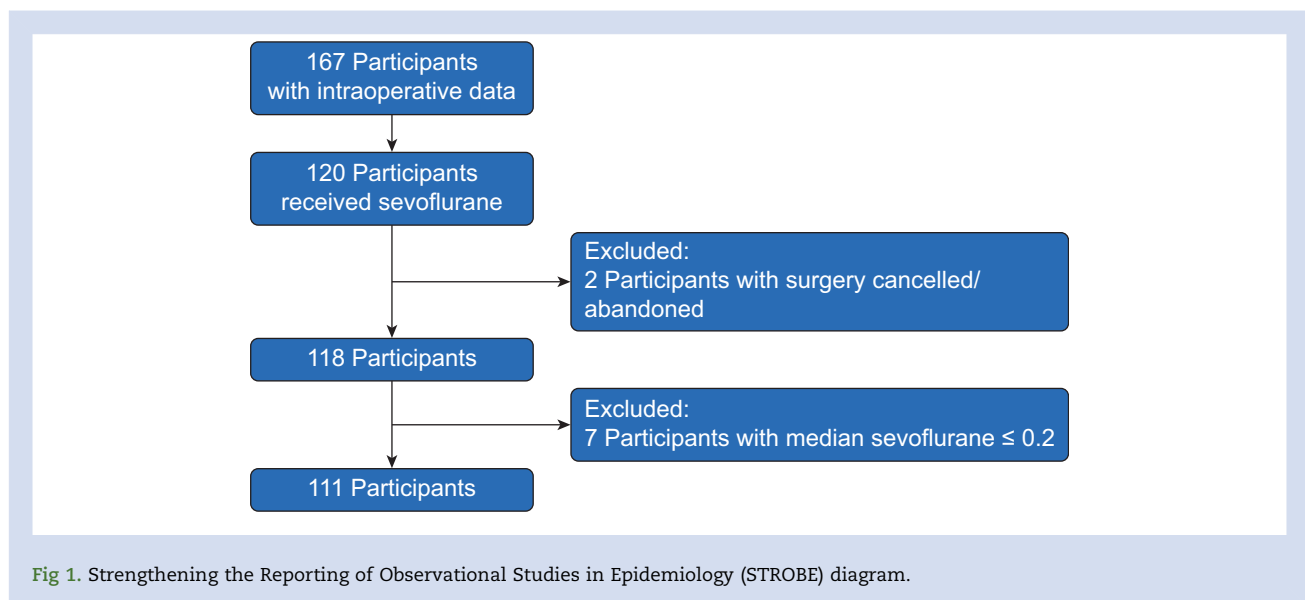 167 Participants
with intraoperative data
120 Participants
received sevoflurane
Excluded:
2 Participants with surgery cancelled/
abandoned
118 Participants
Excluded:
7 Participants with median sevoflurane ≤ 0.2
111 Participants
Fig 1. Strengthening the Reporting of Observational Studies in Epidemiology (STROBE) diagram.